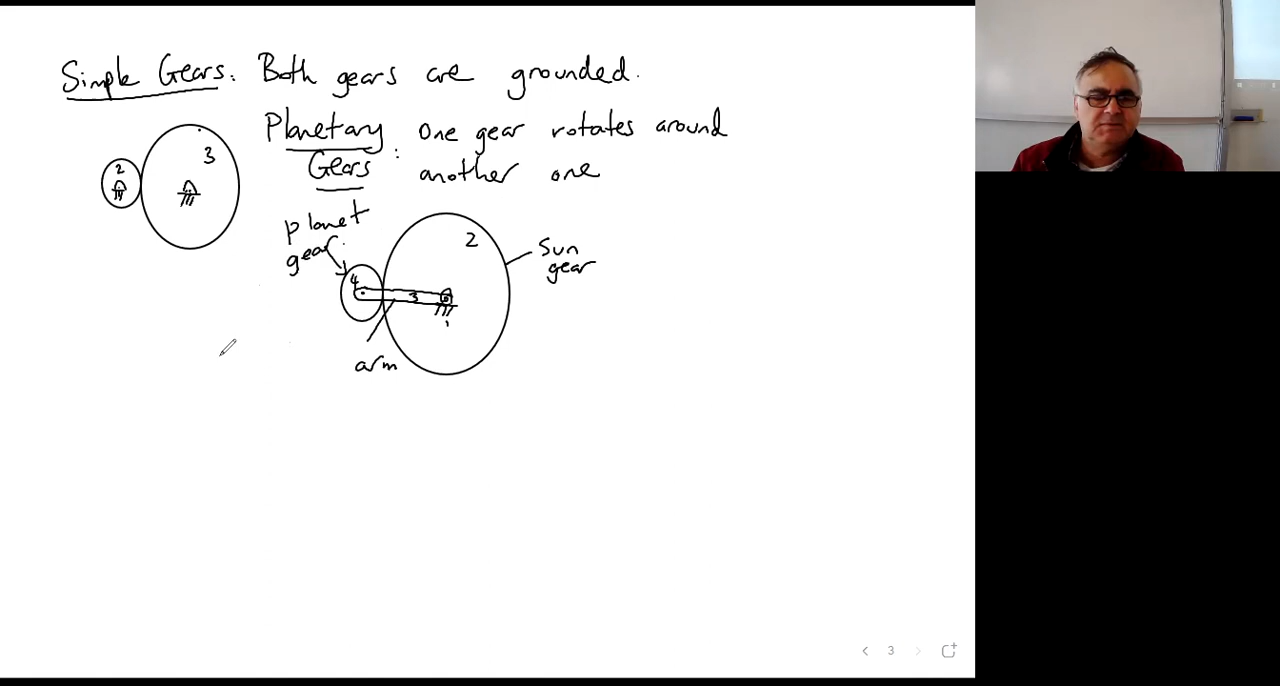 Simple Gears: Both gears are grounded.
2
3
Planetary Gears: one gear rotates around
another one
planet
gear
2
Sun
gear
4
3
1
arm
3